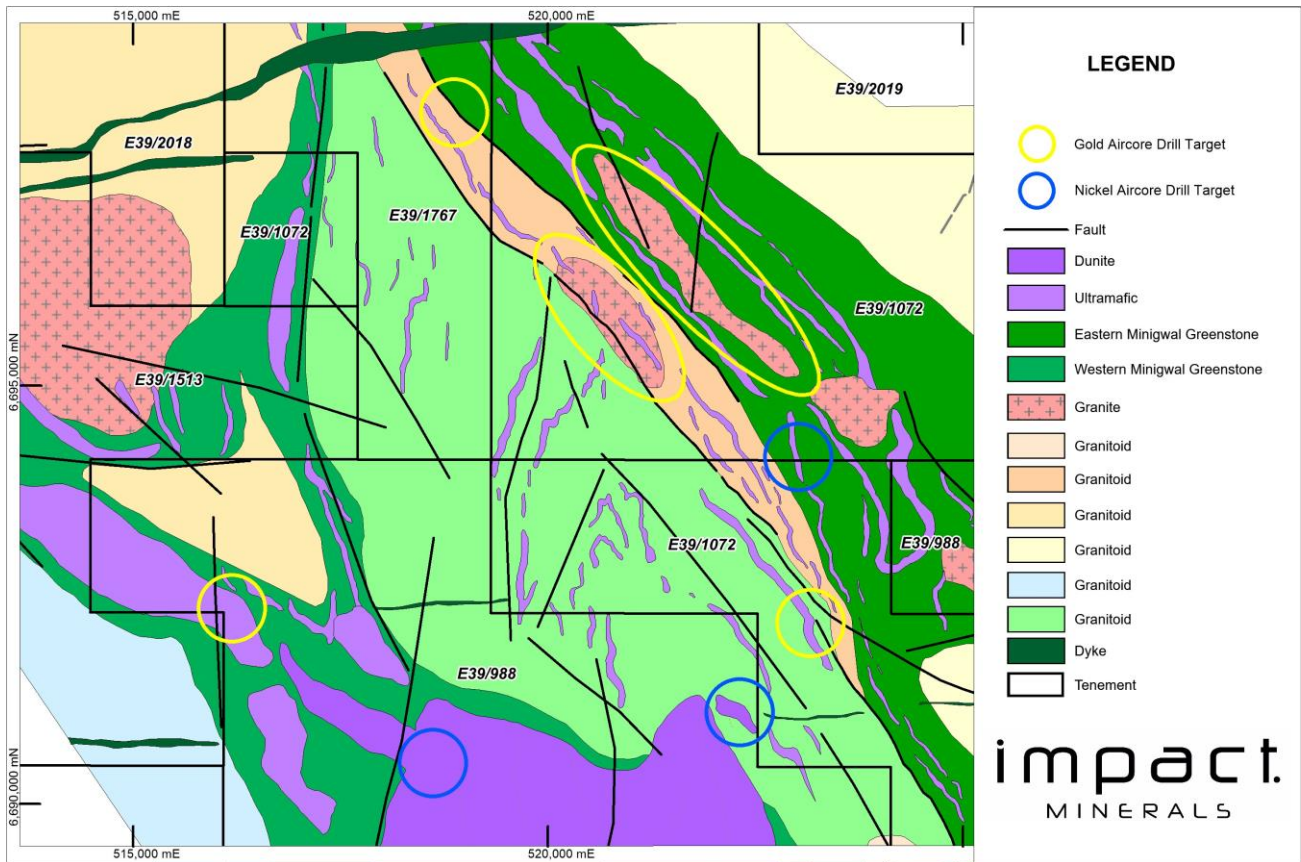 515,000 mE
520,000 mE
E39/2019
E39/2018
E39/1767
E39/1072
E39/1072
6,695,000 mN
E39/1513
E39/1072
E39/988
E39/988
6,690,000 mN
515,000 mE
520,000 mE
LEGEND
Gold Aircore Drill Target
Nickel Aircore Drill Target
Fault
Dunite
Ultramafic
Eastern Minigwal Greenstone
Western Minigwal Greenstone
Granite
Granitoid
Granitoid
Granitoid
Granitoid
Granitoid
Granitoid
Dyke
Tenement
impact.
MINERALS